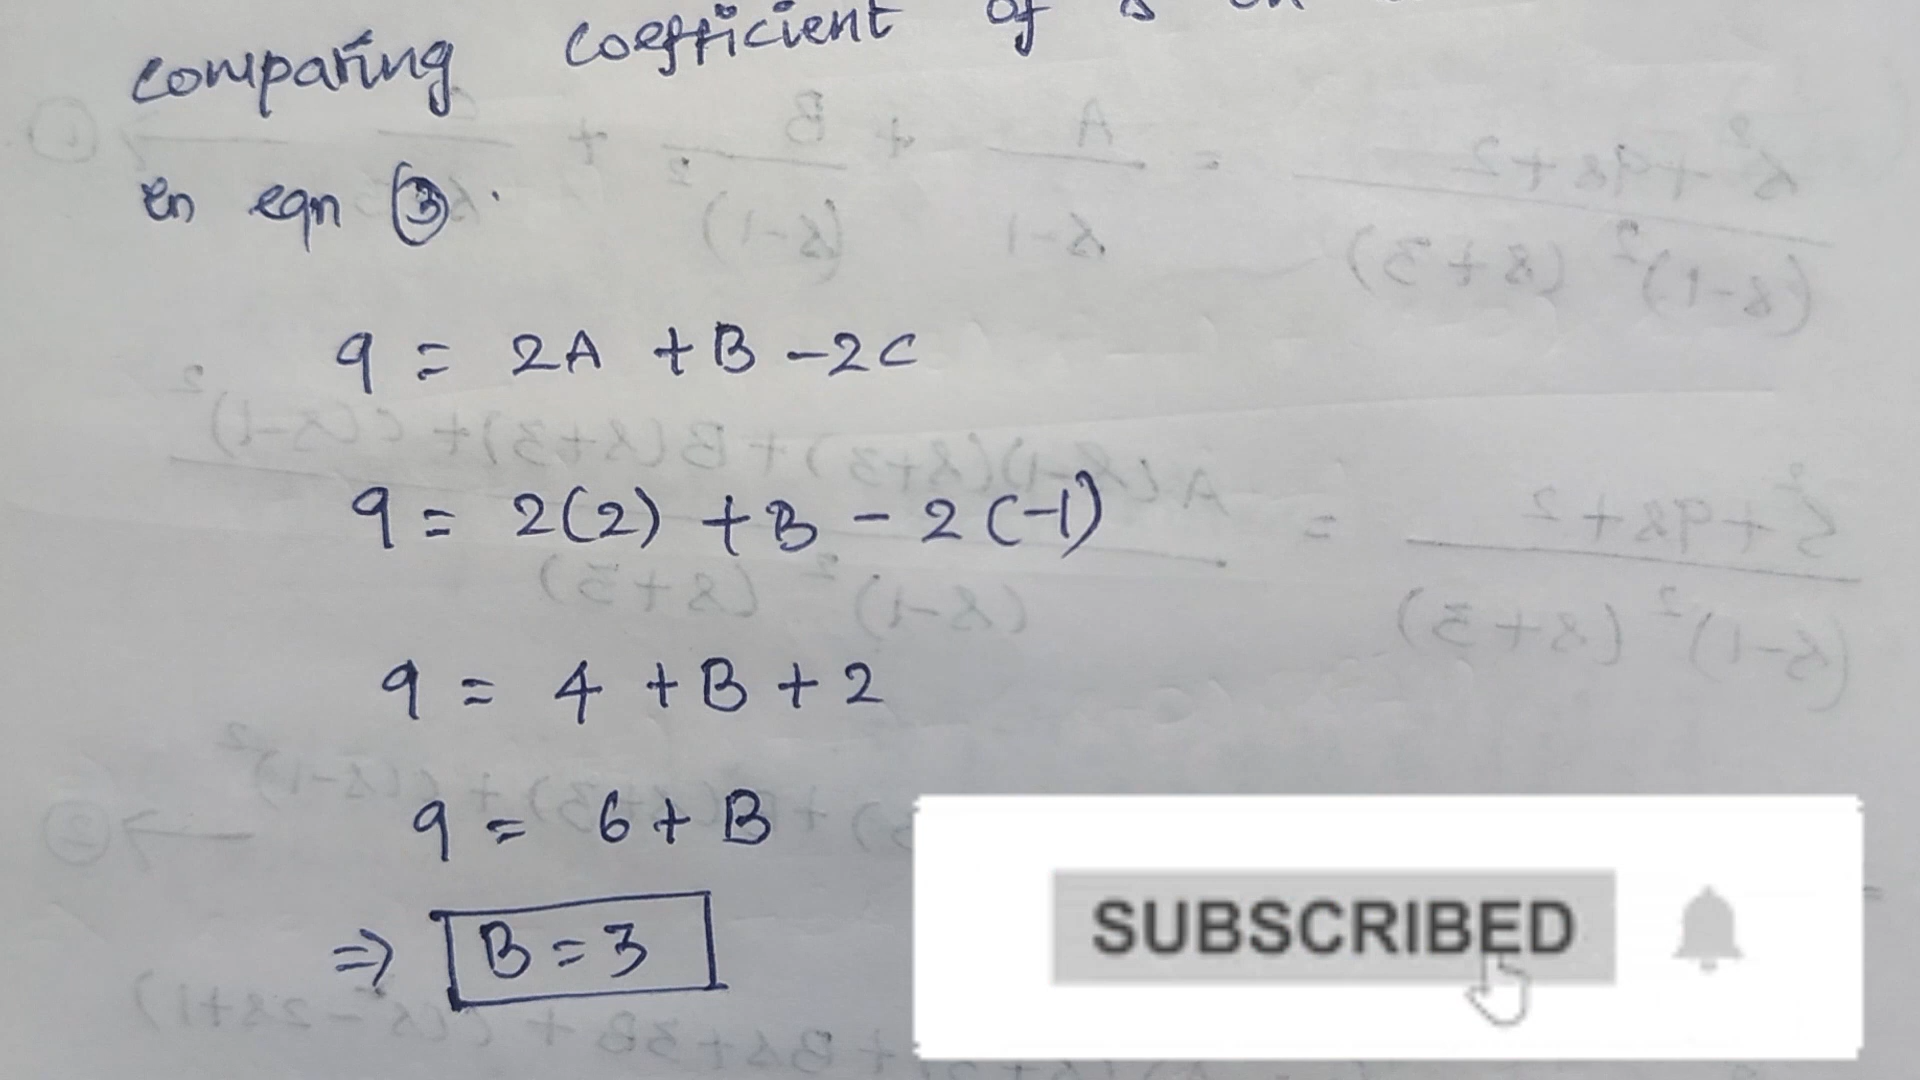 comparing coefficient of s
in eqn ③.
9 = 2A + B - 2C
9 = 2(2) + B - 2(-1)
9 = 4 + B + 2
9 = 6 + B
⇒ B = 3
SUBSCRIBED